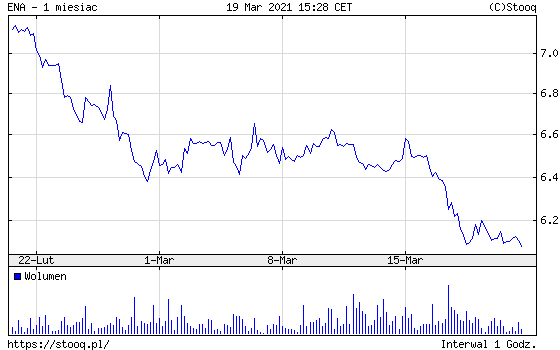 ENA - 1 miesiac 19 Mar 2021 15:28 CET (C)Stooq
7.0
6.8
6.6
6.4
6.2
22-Lut 1-Mar 8-Mar 15-Mar
Wolumen
https://stooq.pl/ Interwal 1 Godz.